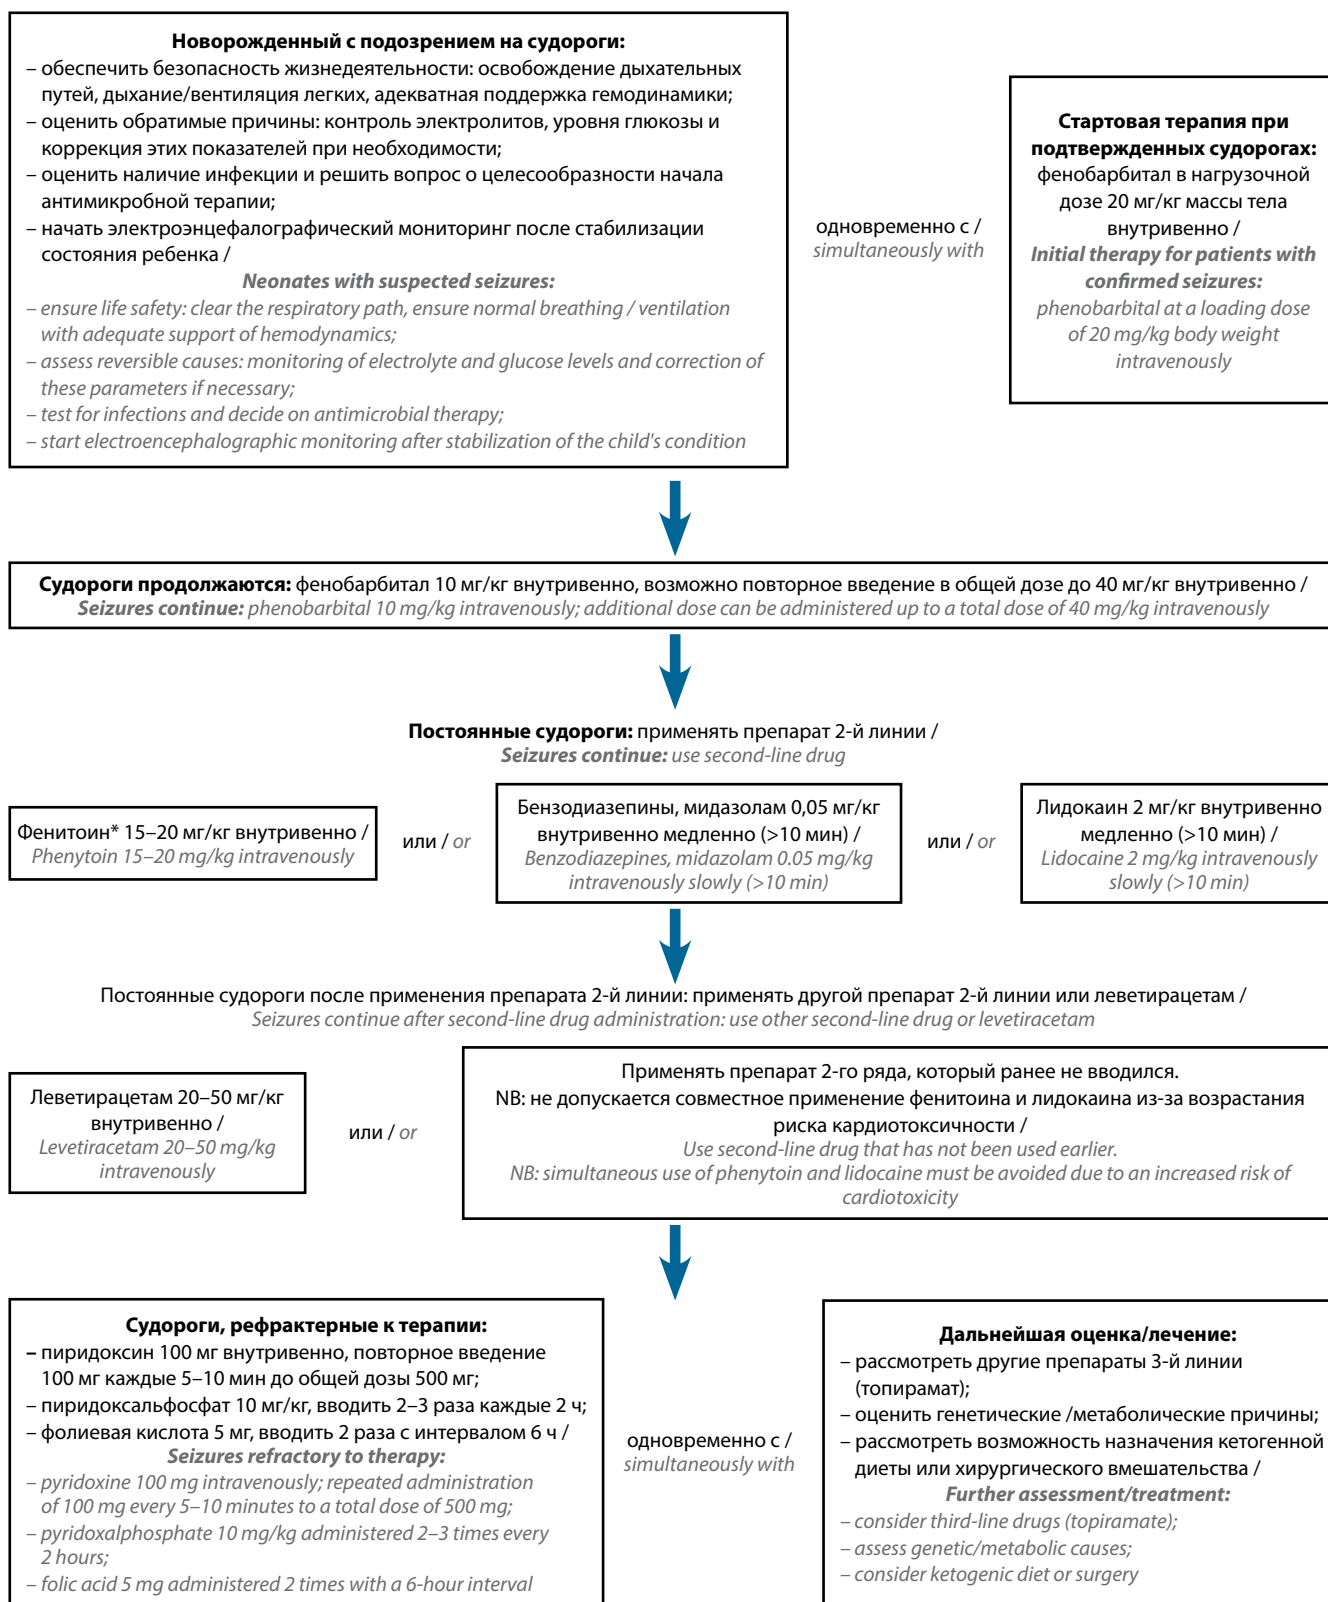 Новорожденный с подозрением на судороги:
– обеспечить безопасность жизнедеятельности: освобождение дыхательных
путей, дыхание/вентиляция легких, адекватная поддержка гемодинамики;
– оценить обратимые причины: контроль электролитов, уровня глюкозы и
коррекция этих показателей при необходимости;
– оценить наличие инфекции и решить вопрос о целесообразности начала
антимикробной терапии;
– начать электроэнцефалографический мониторинг после стабилизации
состояния ребенка /
Neonates with suspected seizures:
– ensure life safety: clear the respiratory path, ensure normal breathing / ventilation
with adequate support of hemodynamics;
– assess reversible causes: monitoring of electrolyte and glucose levels and correction of
these parameters if necessary;
– test for infections and decide on antimicrobial therapy;
– start electroencephalographic monitoring after stabilization of the child's condition
одновременно с /
simultaneously with
Стартовая терапия при
подтвержденных судорогах:
фенобарбитал в нагрузочной
дозе 20 мг/кг массы тела
внутривенно /
Initial therapy for patients with
confirmed seizures:
phenobarbital at a loading dose
of 20 mg/kg body weight
intravenously
Судороги продолжаются: фенобарбитал 10 мг/кг внутривенно, возможно повторное введение в общей дозе до 40 мг/кг внутривенно /
Seizures continue: phenobarbital 10 mg/kg intravenously; additional dose can be administered up to a total dose of 40 mg/kg intravenously
Постоянные судороги: применять препарат 2-й линии /
Seizures continue: use second-line drug
Фенитоин* 15–20 мг/кг внутривенно /
Phenytoin 15–20 mg/kg intravenously
или / or
Бензодиазепины, мидазолам 0,05 мг/кг
внутривенно медленно (>10 мин) /
Benzodiazepines, midazolam 0.05 mg/kg
intravenously slowly (>10 min)
или / or
Лидокаин 2 мг/кг внутривенно
медленно (>10 мин) /
Lidocaine 2 mg/kg intravenously
slowly (>10 min)
Постоянные судороги после применения препарата 2-й линии: применять другой препарат 2-й линии или леветирацетам /
Seizures continue after second-line drug administration: use other second-line drug or levetiracetam
Леветирацетам 20–50 мг/кг
внутривенно /
Levetiracetam 20–50 mg/kg
intravenously
или / or
Применять препарат 2-го ряда, который ранее не вводился.
NB: не допускается совместное применение фенитоина и лидокаина из-за возрастания
риска кардиотоксичности /
Use second-line drug that has not been used earlier.
NB: simultaneous use of phenytoin and lidocaine must be avoided due to an increased risk of
cardiotoxicity
Судороги, рефрактерные к терапии:
– пиридоксин 100 мг внутривенно, повторное введение
100 мг каждые 5–10 мин до общей дозы 500 мг;
– пиридоксальфосфат 10 мг/кг, вводить 2–3 раза каждые 2 ч;
– фолиевая кислота 5 мг, вводить 2 раза с интервалом 6 ч /
Seizures refractory to therapy:
– pyridoxine 100 mg intravenously; repeated administration
of 100 mg every 5–10 minutes to a total dose of 500 mg;
– pyridoxalphosphate 10 mg/kg administered 2–3 times every
2 hours;
– folic acid 5 mg administered 2 times with a 6-hour interval
одновременно с /
simultaneously with
Дальнейшая оценка/лечение:
– рассмотреть другие препараты 3-й линии
(топирамат);
– оценить генетические /метаболические причины;
– рассмотреть возможность назначения кетогенной
диеты или хирургического вмешательства /
Further assessment/treatment:
– consider third-line drugs (topiramate);
– assess genetic/metabolic causes;
– consider ketogenic diet or surgery